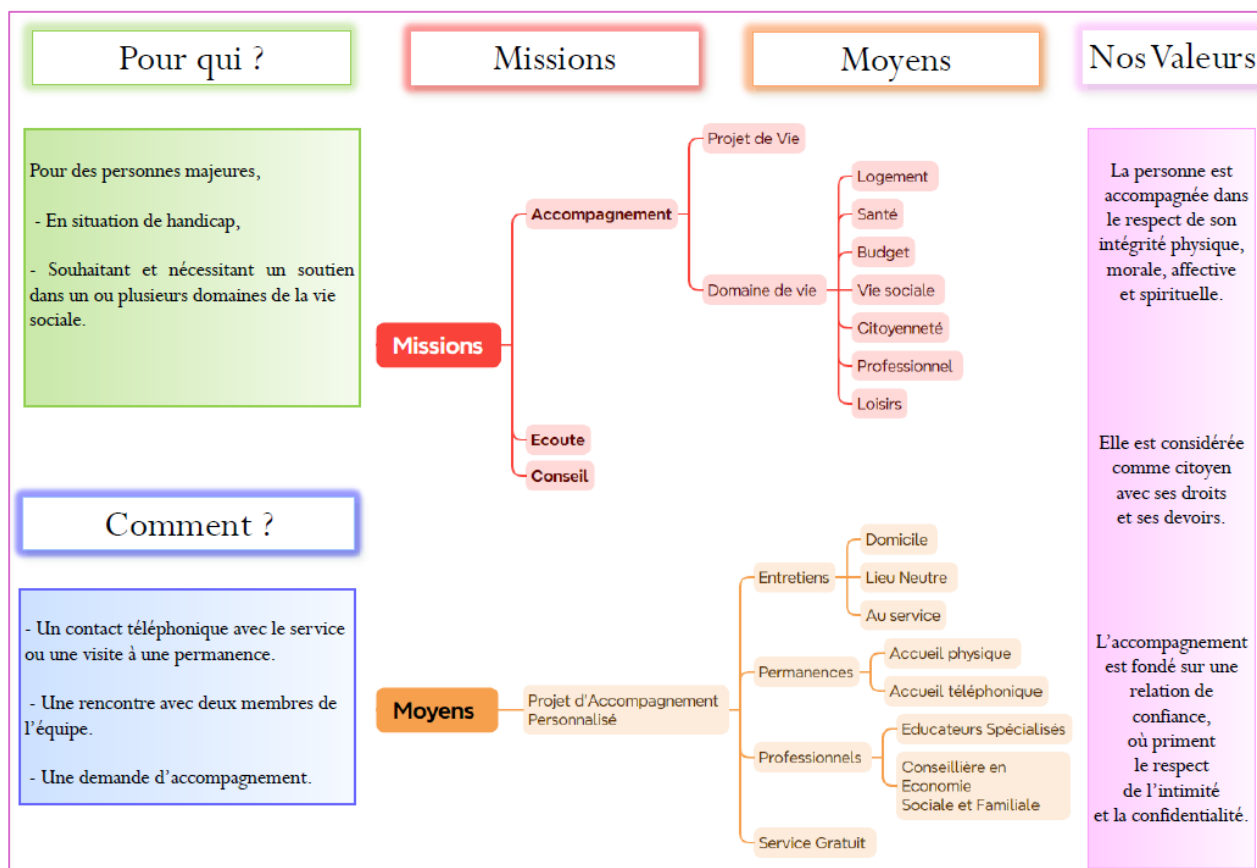 Pour qui ?
Missions
Moyens
Nos Valeurs
Pour des personnes majeures,
- En situation de handicap,
- Souhaitant et nécessitant un soutien
dans un ou plusieurs domaines de la vie
sociale.
Comment ?
- Un contact téléphonique avec le service
ou une visite à une permanence.
- Une rencontre avec deux membres de
l'équipe.
- Une demande d'accompagnement.
Missions
Accompagnement
Projet de Vie
Domaine de vie
Logement
Santé
Budget
Vie sociale
Citoyenneté
Professionnel
Loisirs
Ecoute
Conseil
Moyens
Projet d'Accompagnement
Personnalisé
Entretiens
Domicile
Lieu Neutre
Au service
Permanences
Accueil physique
Accueil téléphonique
Professionnels
Educateurs Spécialisés
Conseillière en
Economie
Sociale et Familiale
Service Gratuit
La personne est
accompagnée dans
le respect de son
intégrité physique,
morale, affective
et spirituelle.
Elle est considérée
comme citoyen
avec ses droits
et ses devoirs.
L'accompagnement
est fondé sur une
relation de
confiance,
où priment
le respect
de l'intimité
et la confidentialité.